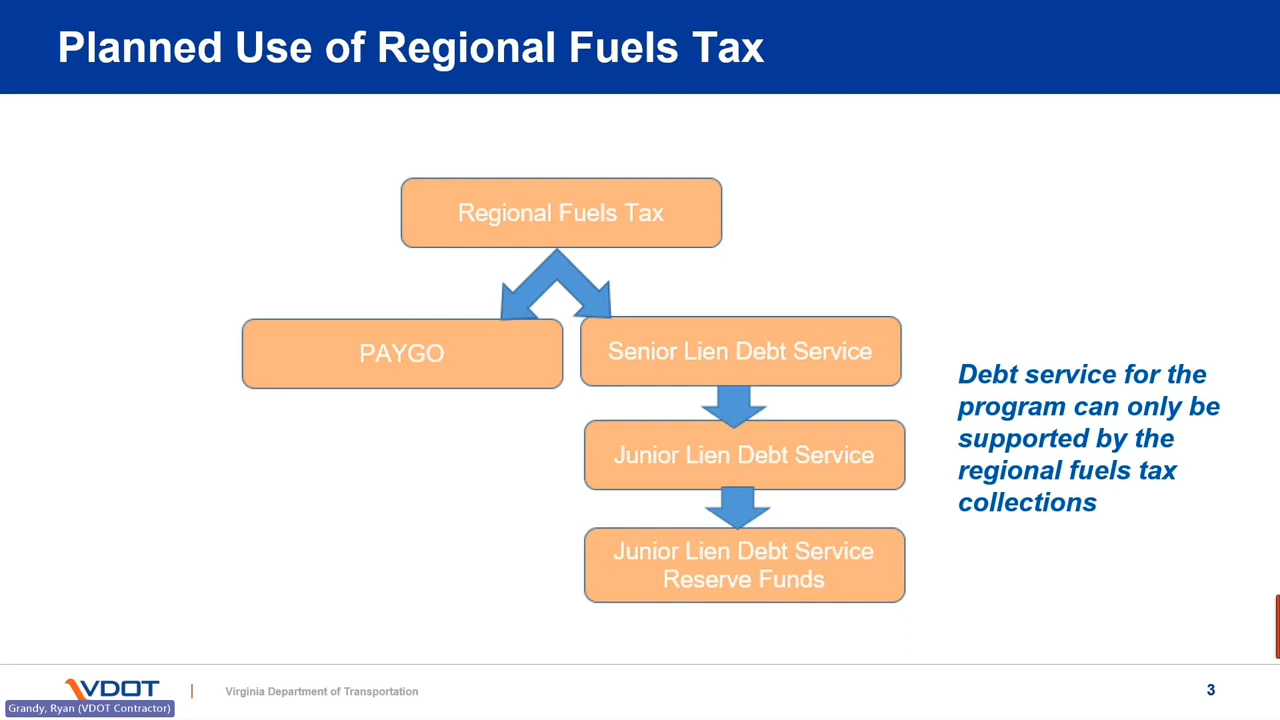 Planned Use of Regional Fuels Tax
Regional Fuels Tax
PAYGO
Senior Lien Debt Service
Junior Lien Debt Service
Junior Lien Debt Service
Reserve Funds
Debt service for the
program can only be
supported by the
regional fuels tax
collections
VDOT
Virginia Department of Transportation
3
Grandy, Ryan (VDOT Contractor)